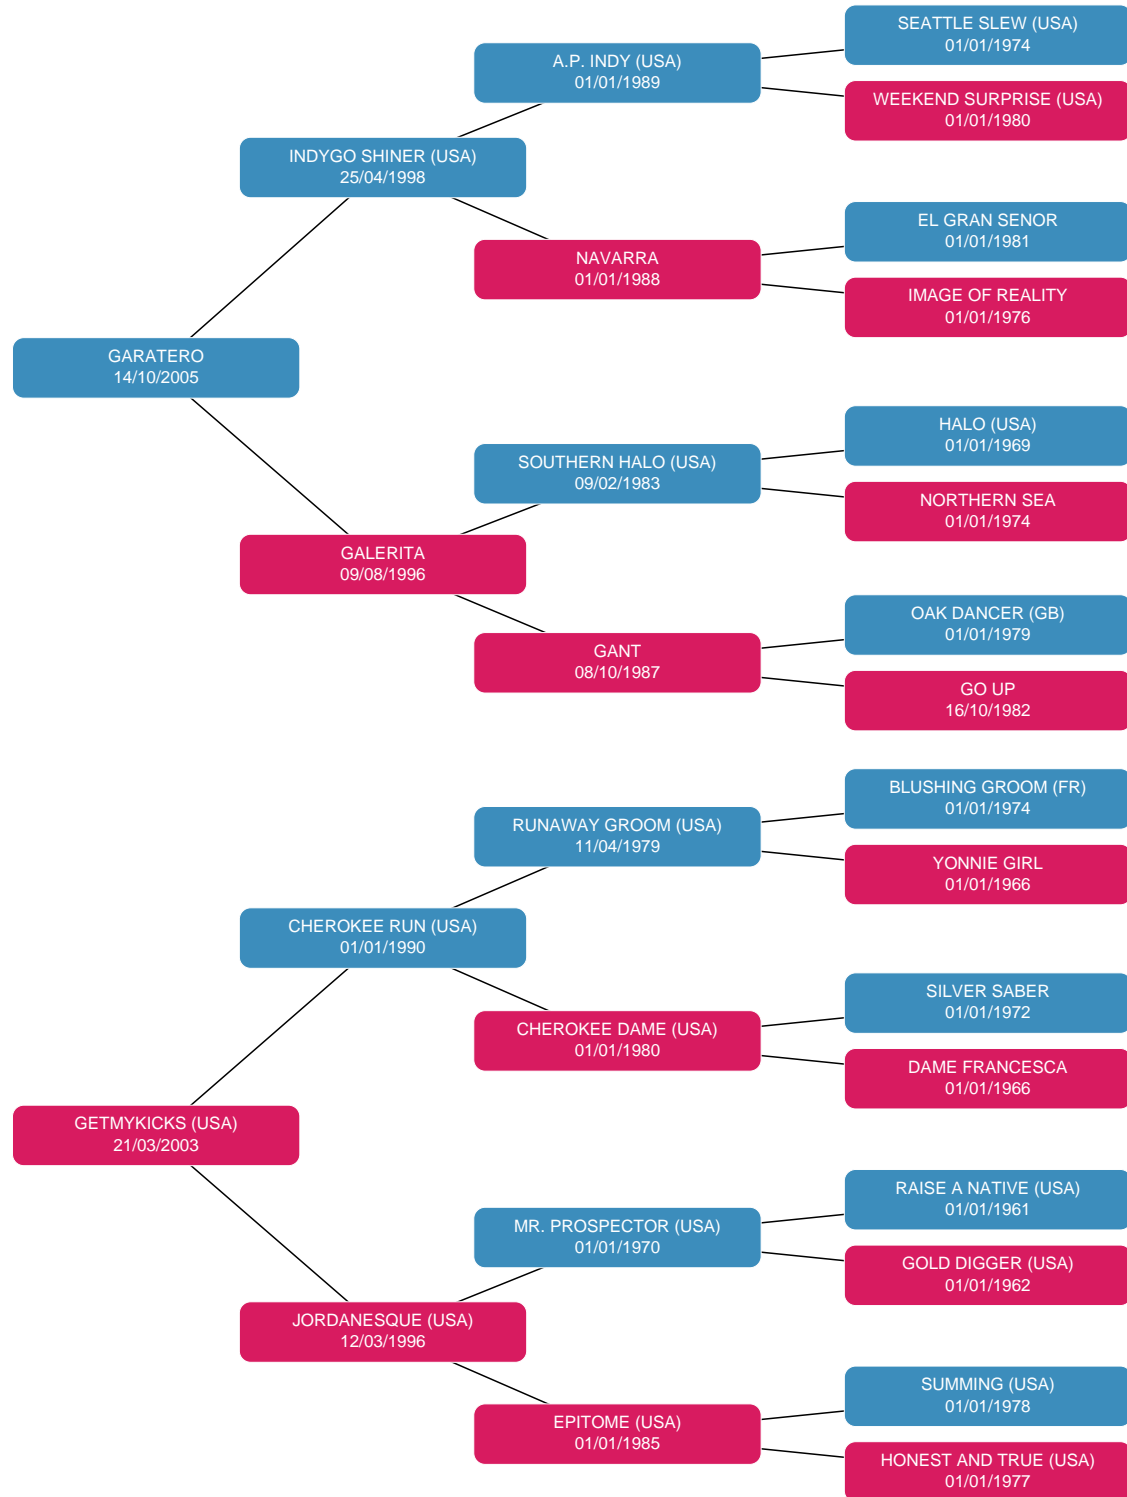 SEATTLE SLEW (USA)
01/01/1974
A.P. INDY (USA)
01/01/1989
WEEKEND SURPRISE (USA)
01/01/1980
INDYGO SHINER (USA)
25/04/1998
EL GRAN SENOR
01/01/1981
NAVARRA
01/01/1988
IMAGE OF REALITY
01/01/1976
GARATERO
14/10/2005
HALO (USA)
01/01/1969
SOUTHERN HALO (USA)
09/02/1983
NORTHERN SEA
01/01/1974
GALERITA
09/08/1996
OAK DANCER (GB)
01/01/1979
GANT
08/10/1987
GO UP
16/10/1982
BLUSHING GROOM (FR)
01/01/1974
RUNAWAY GROOM (USA)
11/04/1979
YONNIE GIRL
01/01/1966
CHEROKEE RUN (USA)
01/01/1990
SILVER SABER
01/01/1972
CHEROKEE DAME (USA)
01/01/1980
DAME FRANCESCA
01/01/1966
GETMYKICKS (USA)
21/03/2003
RAISE A NATIVE (USA)
01/01/1961
MR. PROSPECTOR (USA)
01/01/1970
GOLD DIGGER (USA)
01/01/1962
JORDANESQUE (USA)
12/03/1996
SUMMING (USA)
01/01/1978
EPITOME (USA)
01/01/1985
HONEST AND TRUE (USA)
01/01/1977